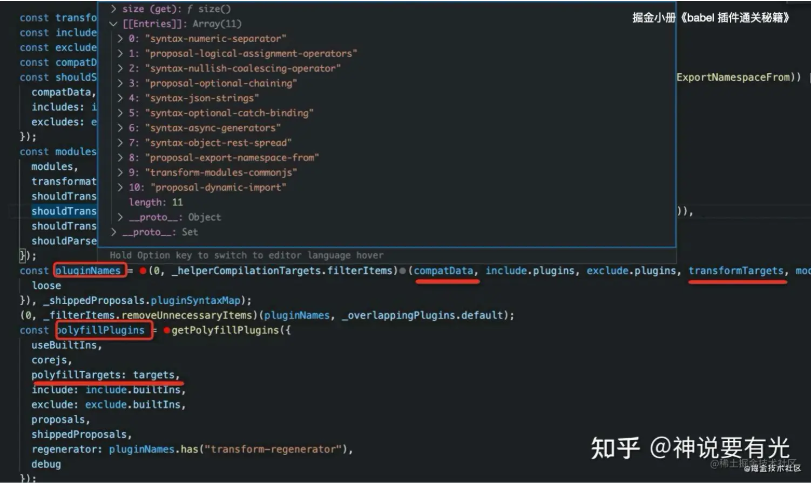 掘金小册《babel 插件通关秘籍》
size (get): ƒ size()
const transfo
[[Entries]]: Array(11)
const include
0: "syntax-numeric-separator"
const exclude
1: "proposal-logical-assignment-operators"
const compatD
2: "syntax-nullish-coalescing-operator"
const shouldS
3: "proposal-optional-chaining"
ExportNamespaceFrom)) |
compatData,
4: "syntax-json-strings"
includes: i
5: "syntax-optional-catch-binding"
excludes: e
6: "syntax-async-generators"
});
7: "syntax-object-rest-spread"
const modules
8: "proposal-export-namespace-from"
modules,
9: "transform-modules-commonjs"
transformat
10: "proposal-dynamic-import"
shouldTrans
length: 11
shouldTrans
__proto__: Object
)),
shouldTrans
__proto__: Set
shouldParse
});
Hold Option key to switch to editor language hover
const pluginNames = (0, _helperCompilationTargets.filterItems)(compatData, include.plugins, exclude.plugins, transformTargets, mod
loose
}), _shippedProposals.pluginSyntaxMap);
(0, _filterItems.removeUnnecessaryItems)(pluginNames, _overlappingPlugins.default);
const polyfillPlugins = getPolyfillPlugins({
useBuiltIns,
corejs,
polyfillTargets: targets,
include: include.builtIns,
exclude: exclude.builtIns,
proposals,
shippedProposals,
regenerator: pluginNames.has("transform-regenerator"),
debug
});
知乎 @神说要有光
@稀土掘金技术社区
@掘金技术社区